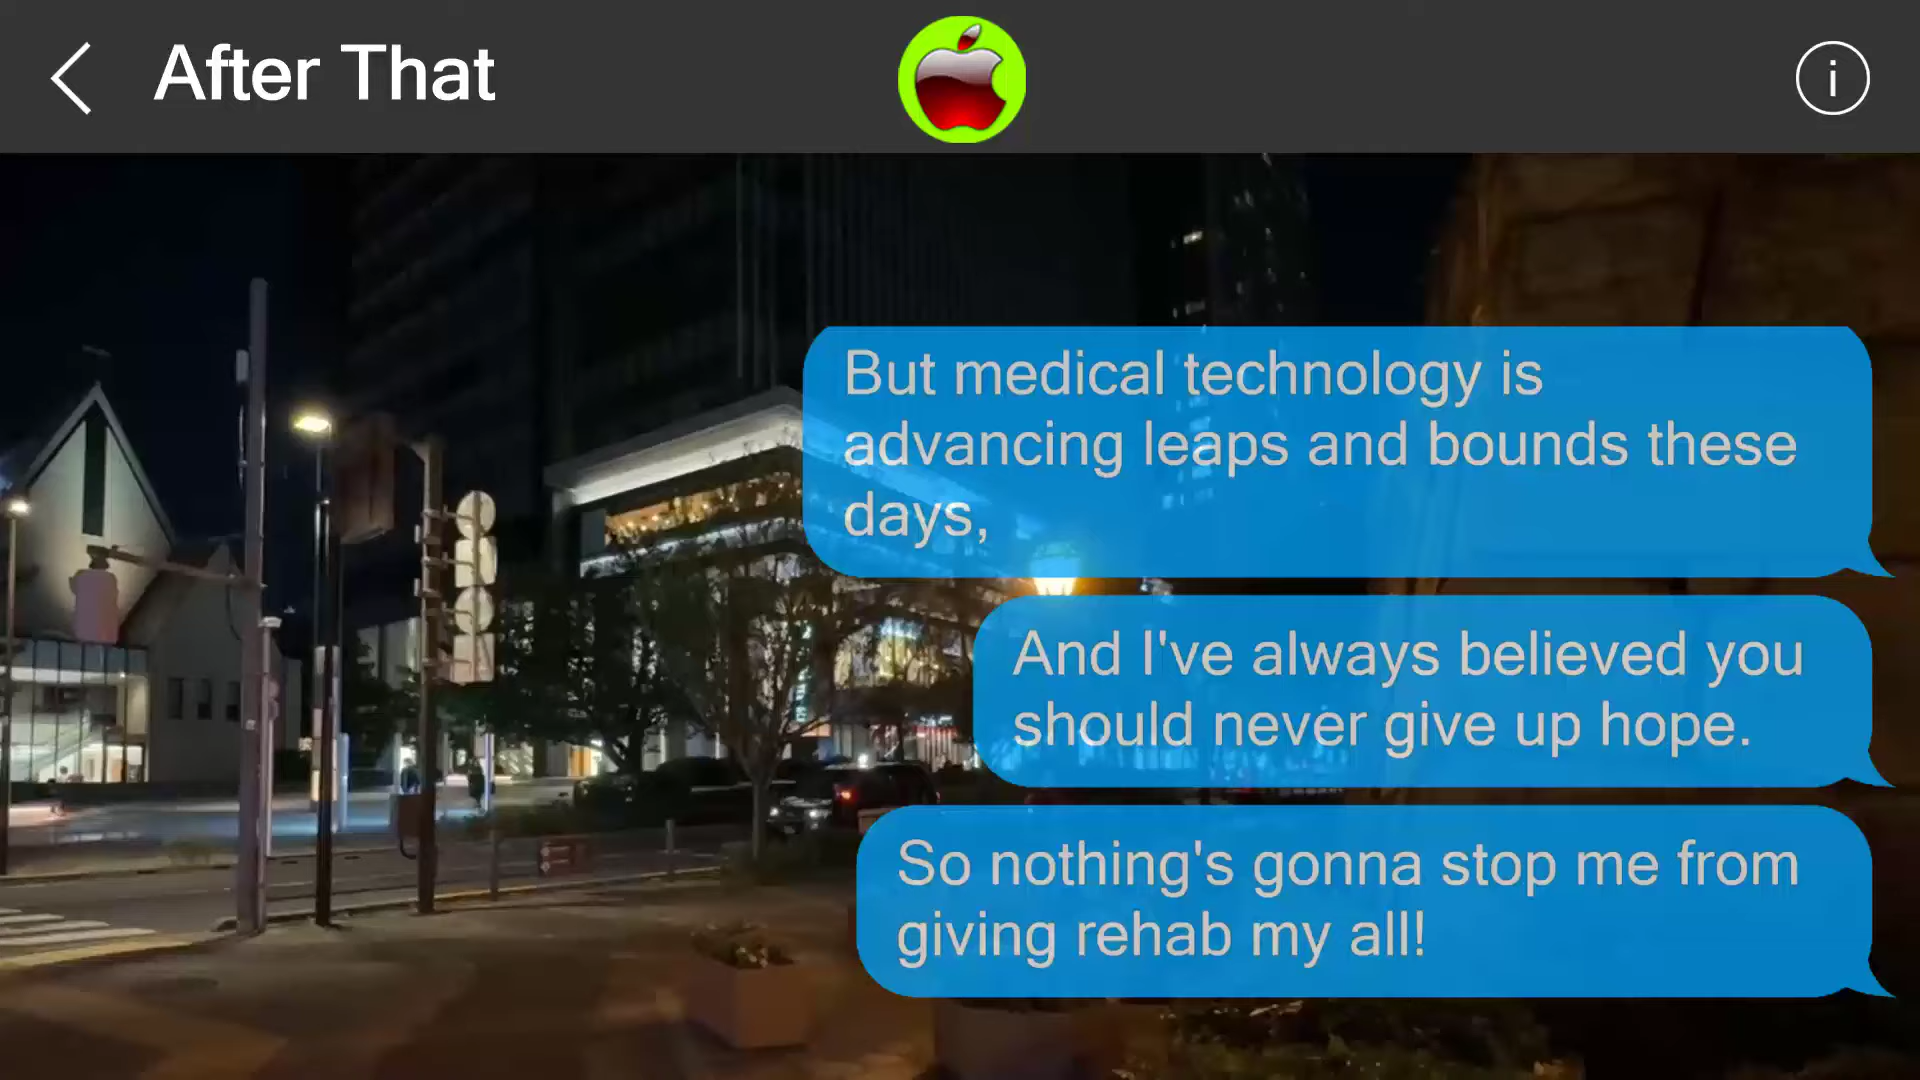 After That
But medical technology is
advancing leaps and bounds these
days,
And I've always believed you
should never give up hope.
So nothing's gonna stop me from
giving rehab my all!